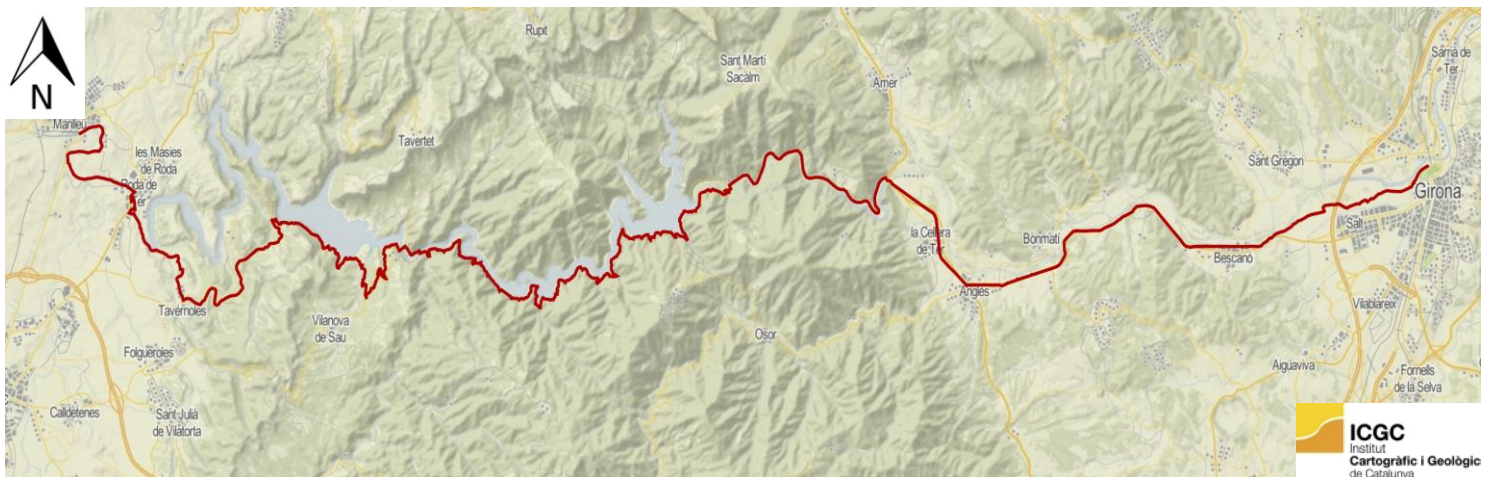 N
Manlleu
les Masies
de Roda
Roda de
Ter
Tavèrnoles
Folgueroles
Calldetenes
Sant Julià
de Vilatorta
Vilanova
de Sau
Tavertet
Rupit
Sant Martí
Sacalm
Osor
Amer
la Cellera
de Ter
Anglès
Bonmatí
Sant Gregori
Bescanó
Salt
Girona
Sarrià de
Ter
Vilablareix
Aiguaviva
Fornells
de la Selva
ICGC
Institut
Cartogràfic i Geològic
de Catalunya